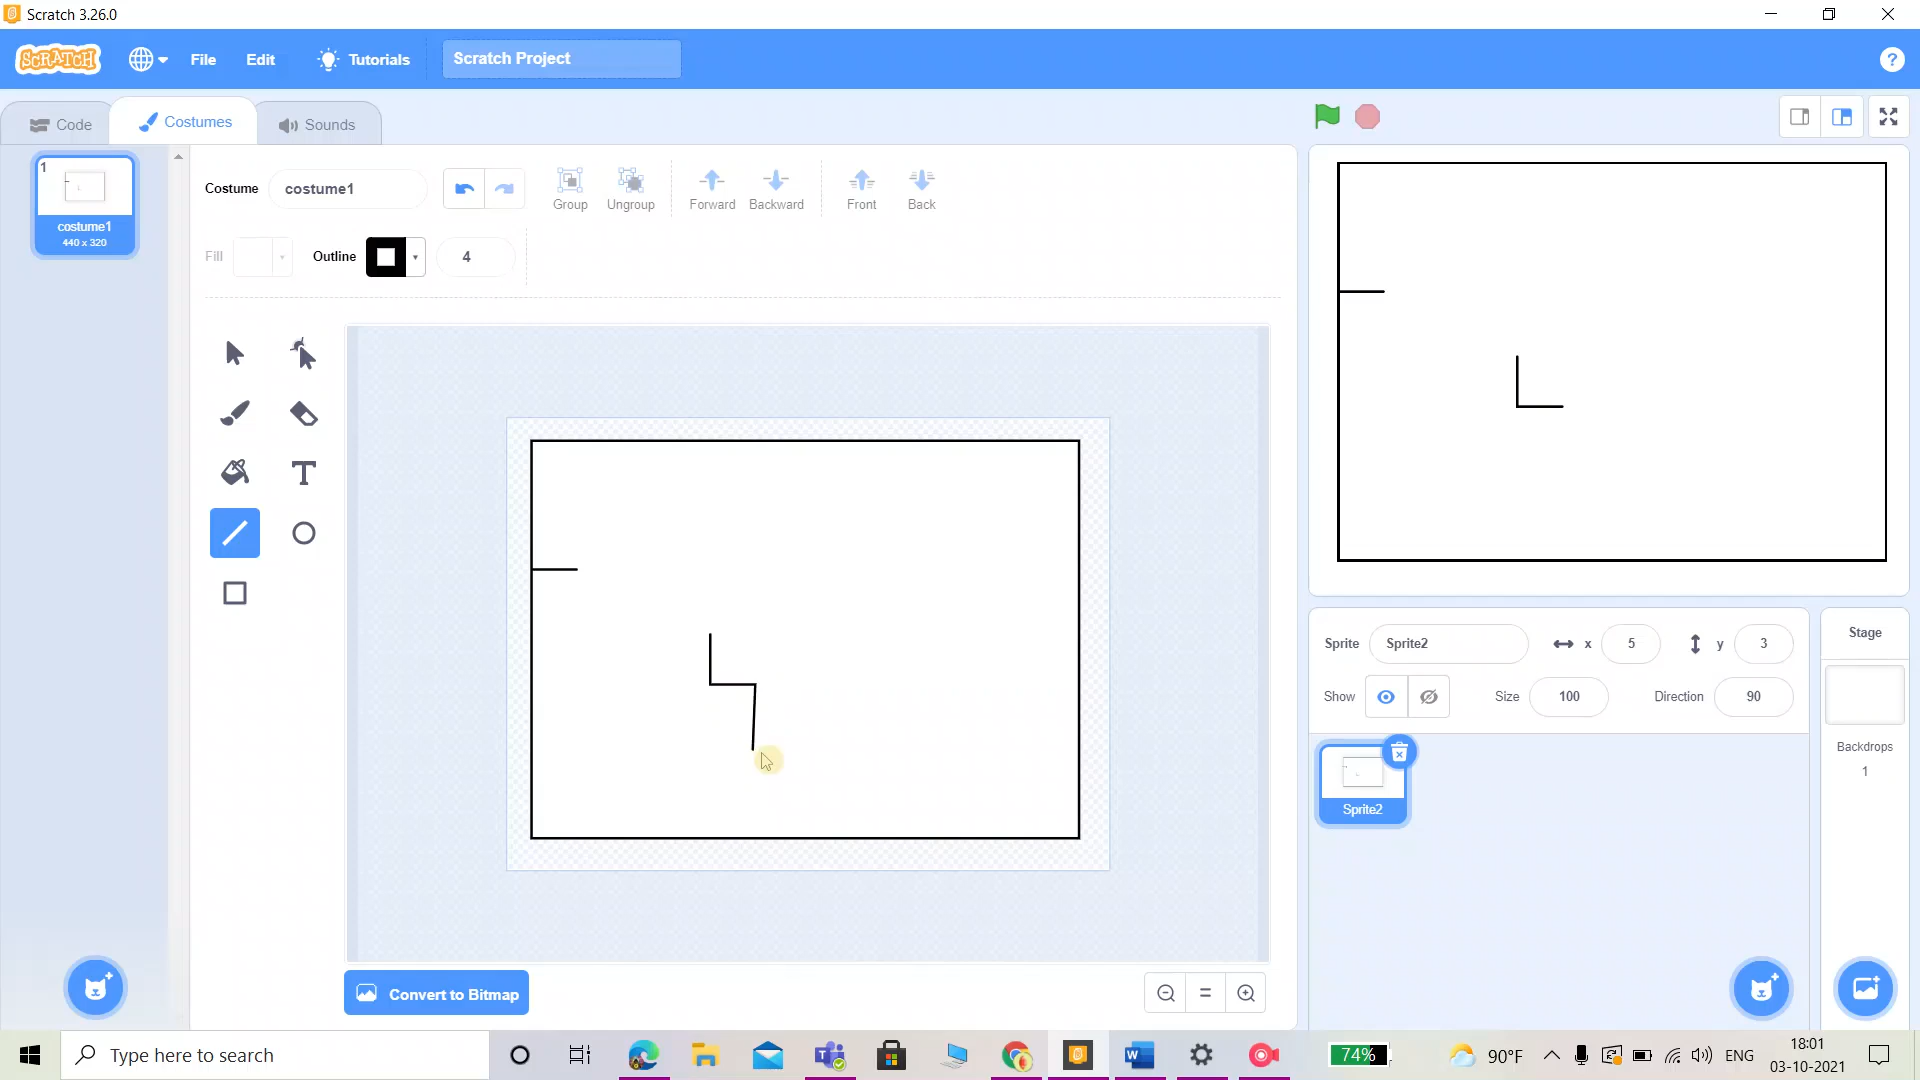 Scratch 3.26.0
SCRATCH
File
Edit
Tutorials
Scratch Project
?
Code
Costumes
Sounds
1
costume1
440 x 320
Costume
costume1
Group
Ungroup
Forward
Backward
Front
Back
Fill
Outline
4
T
Convert to Bitmap
Sprite
Sprite2
x
5
y
3
Show
Size
100
Direction
90
Sprite2
Stage
Backdrops
1
Type here to search
74%
90°F
ENG
18:01
03-10-2021